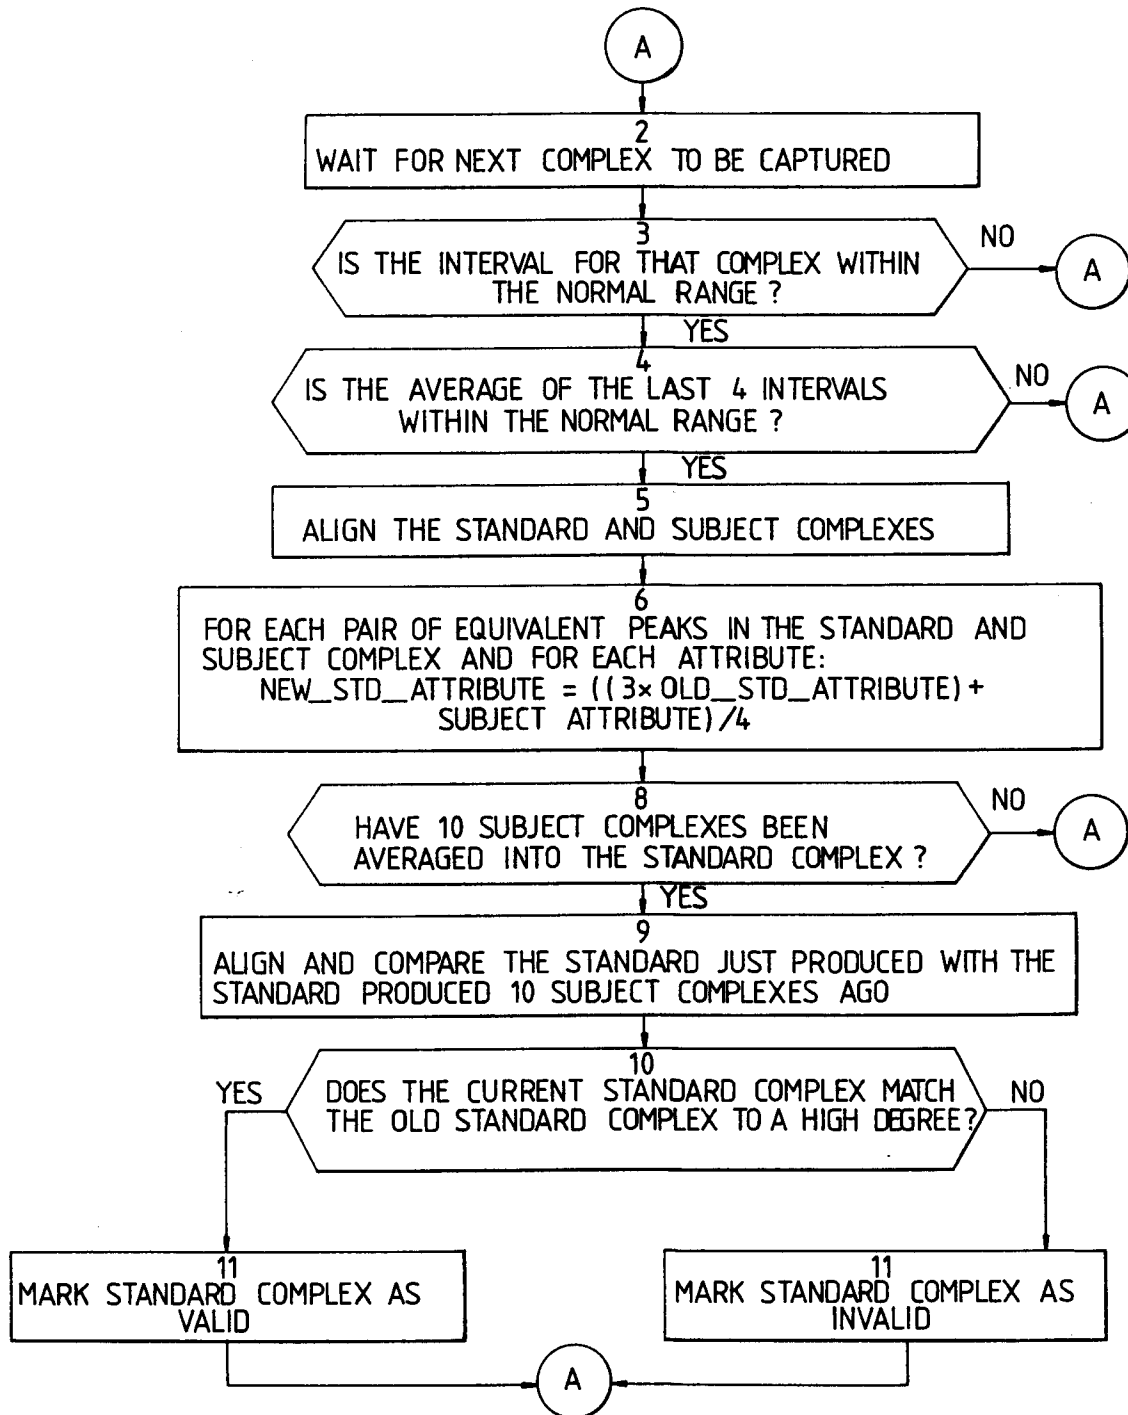 A
2
WAIT FOR NEXT COMPLEX TO BE CAPTURED
3
IS THE INTERVAL FOR THAT COMPLEX WITHIN
THE NORMAL RANGE ?
NO
A
YES
4
IS THE AVERAGE OF THE LAST 4 INTERVALS
WITHIN THE NORMAL RANGE ?
NO
A
YES
5
ALIGN THE STANDARD AND SUBJECT COMPLEXES
6
FOR EACH PAIR OF EQUIVALENT PEAKS IN THE STANDARD AND
SUBJECT COMPLEX AND FOR EACH ATTRIBUTE:
NEW_STD_ATTRIBUTE = ((3× OLD_STD_ATTRIBUTE) +
SUBJECT ATTRIBUTE) /4
8
HAVE 10 SUBJECT COMPLEXES BEEN
AVERAGED INTO THE STANDARD COMPLEX ?
NO
A
YES
9
ALIGN AND COMPARE THE STANDARD JUST PRODUCED WITH THE
STANDARD PRODUCED 10 SUBJECT COMPLEXES AGO
10
DOES THE CURRENT STANDARD COMPLEX MATCH
THE OLD STANDARD COMPLEX TO A HIGH DEGREE?
YES
NO
11
MARK STANDARD COMPLEX AS
VALID
11
MARK STANDARD COMPLEX AS
INVALID
A